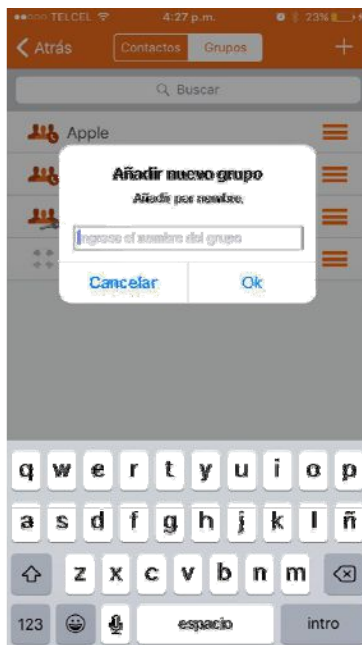 TELCEL 4:27 p.m. 23%
Atrás Contactos Grupos +
Buscar
Apple
Añadir nuevo grupo
Añadir por nombre.
Ingrese el nombre del grupo
Cancelar Ok
q w e r t y u i o p
a s d f g h j k l ñ
z x c v b n m
123 espacio intro